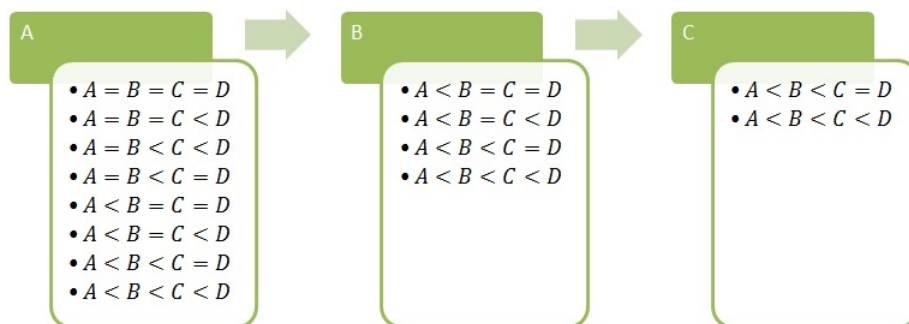 A
• A = B = C = D
• A = B = C < D
• A = B < C < D
• A = B < C = D
• A < B = C = D
• A < B = C < D
• A < B < C = D
• A < B < C < D
B
• A < B = C = D
• A < B = C < D
• A < B < C = D
• A < B < C < D
C
• A < B < C = D
• A < B < C < D